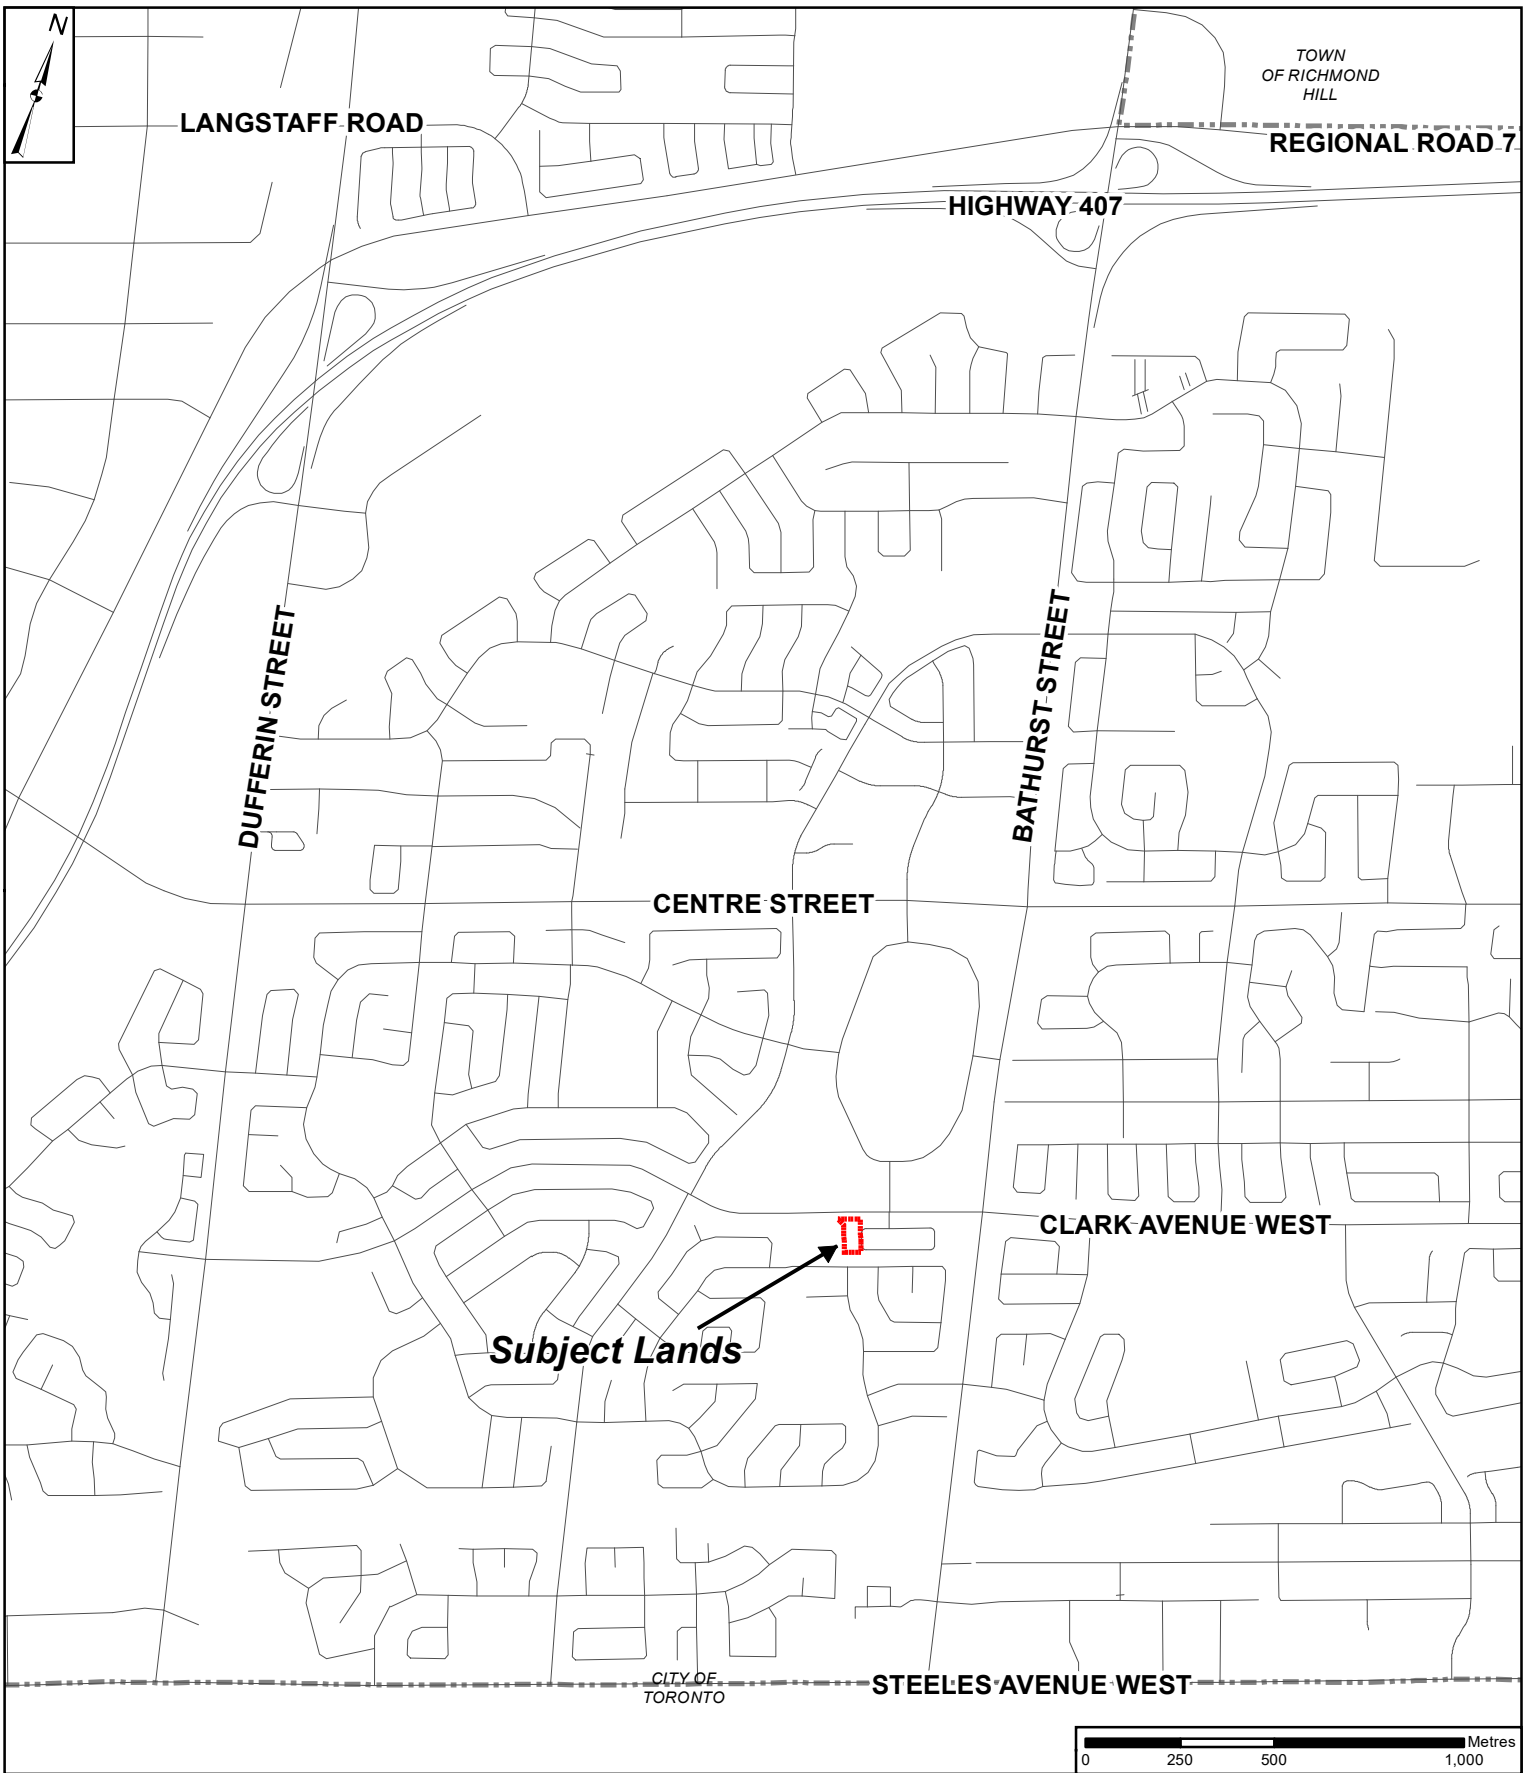 N
TOWN
OF RICHMOND
HILL
LANGSTAFF ROAD
REGIONAL ROAD 7
HIGHWAY 407
DUFFERIN STREET
BATHURST STREET
CENTRE STREET
CLARK AVENUE WEST
Subject Lands
CITY OF
TORONTO
STEELES AVENUE WEST
Metres
0 250 500 1,000